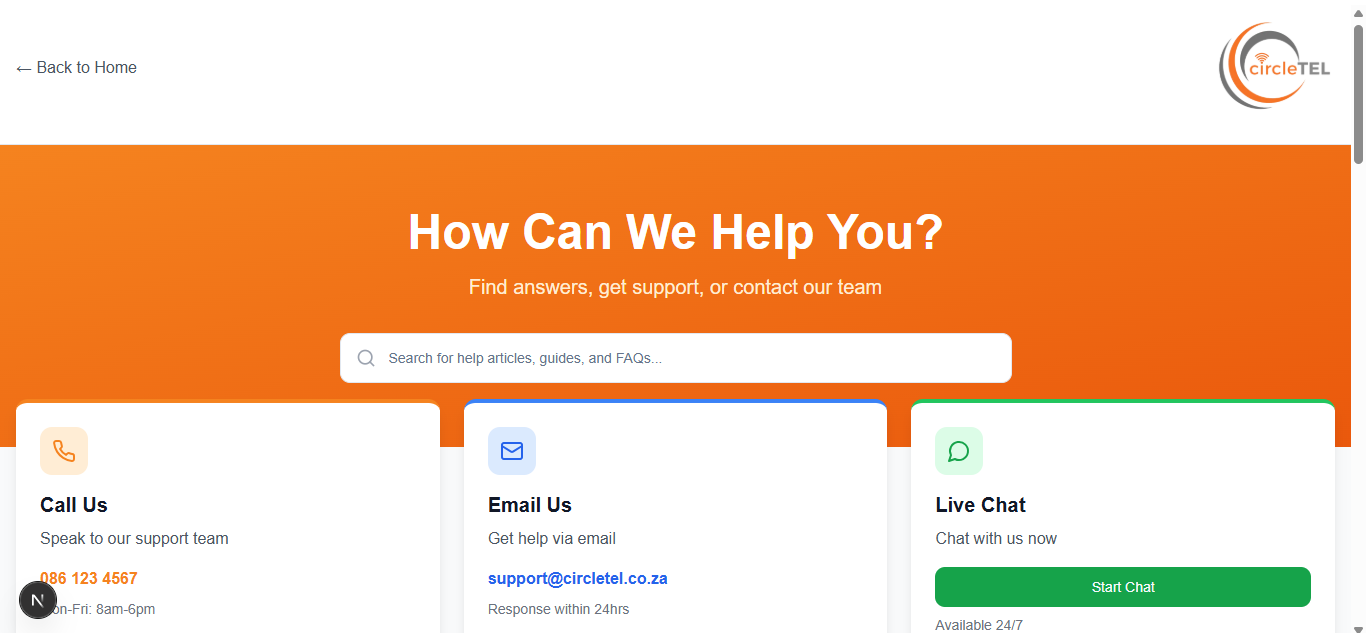 ← Back to Home
circleTEL
How Can We Help You?
Find answers, get support, or contact our team
Search for help articles, guides, and FAQs...
Call Us
Speak to our support team
086 123 4567
on-Fri: 8am-6pm
N
Email Us
Get help via email
support@circletel.co.za
Response within 24hrs
Live Chat
Chat with us now
Start Chat
Available 24/7